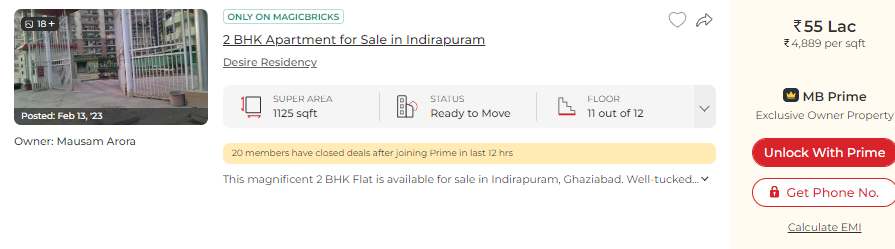 18+
Posted: Feb 13, '23
Owner: Mausam Arora
ONLY ON MAGICBRICKS
2 BHK Apartment for Sale in Indirapuram
Desire Residency
SUPER AREA
1125 sqft
STATUS
Ready to Move
FLOOR
11 out of 12
20 members have closed deals after joining Prime in last 12 hrs
This magnificent 2 BHK Flat is available for sale in Indirapuram, Ghaziabad. Well-tucked...
₹55 Lac
₹4,889 per sqft
MB Prime
Exclusive Owner Property
Unlock With Prime
Get Phone No.
Calculate EMI